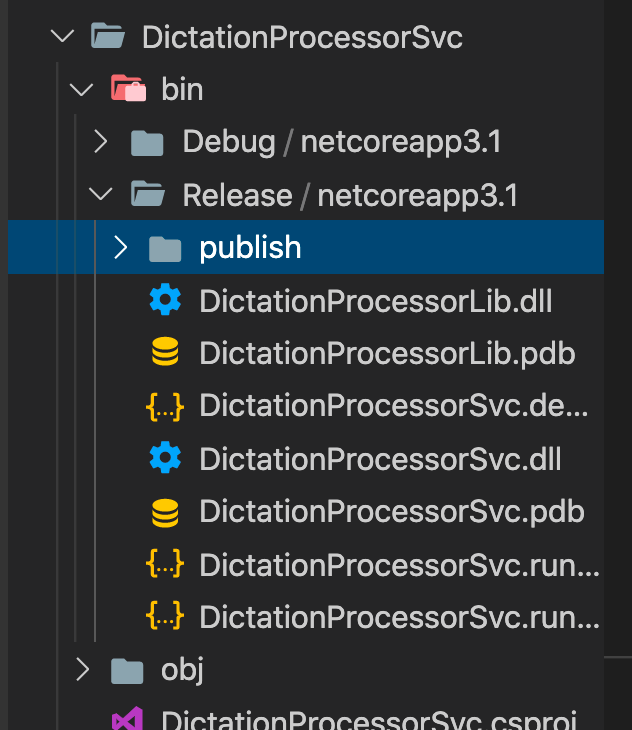 DictationProcessorSvc
bin
Debug / netcoreapp3.1
Release / netcoreapp3.1
publish
DictationProcessorLib.dll
DictationProcessorLib.pdb
DictationProcessorSvc.de...
DictationProcessorSvc.dll
DictationProcessorSvc.pdb
DictationProcessorSvc.run...
DictationProcessorSvc.run...
obj
DictationProcessorSvc.csproj